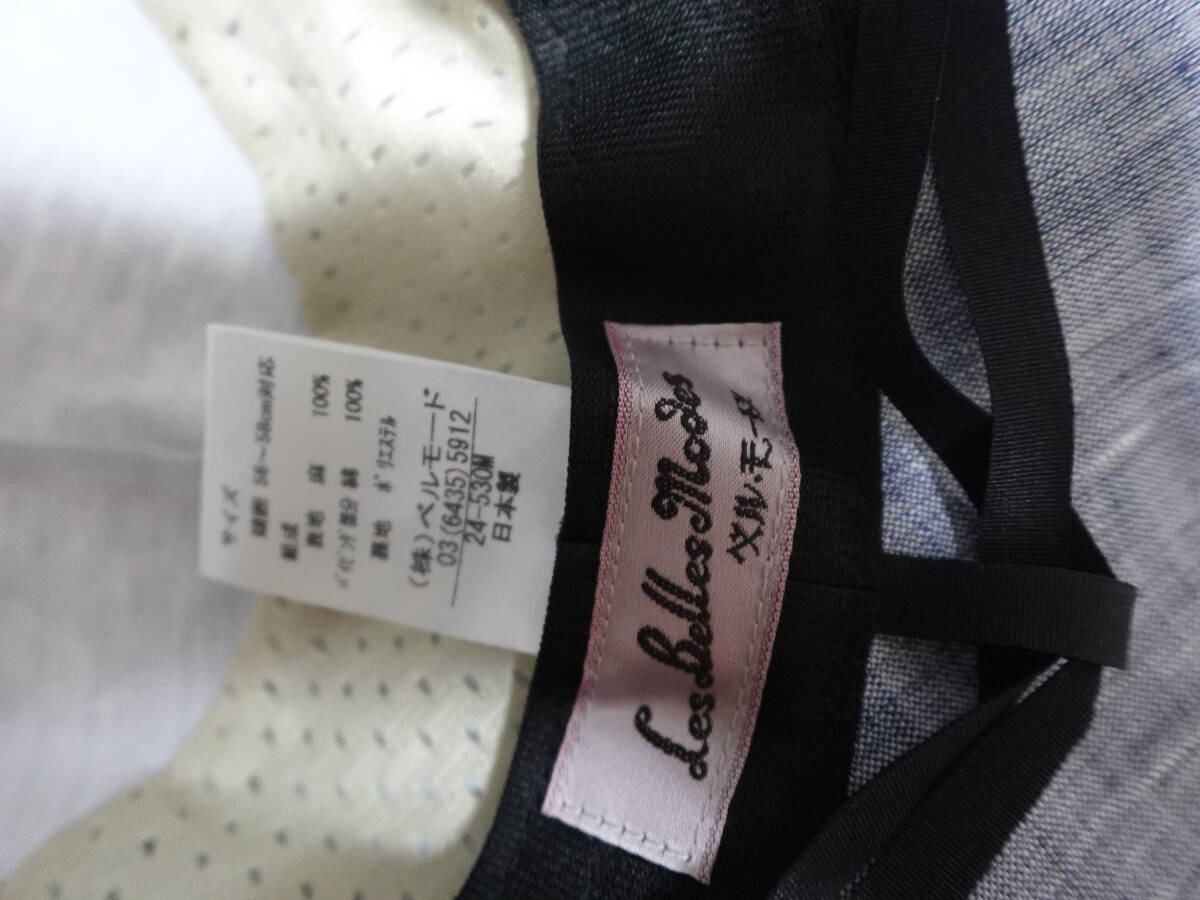 サイズ
頭囲 56～58cm対応
組成
表地 麻 100%
パイピング部分 綿 100%
裏地 ポリエステル
(株)ベルモード
03(6435)5912
24-530M
日本製
Les Belles Modes
ベル・モード